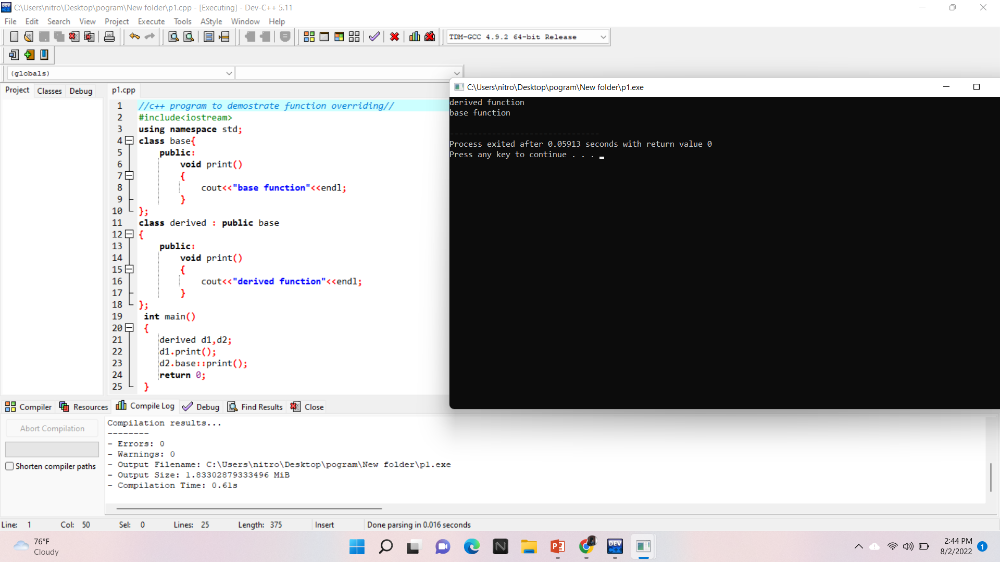 C:\Users\nitro\Desktop\pogram\New folder\p1.cpp - [Executing] - Dev-C++ 5.11
File Edit Search View Project Execute Tools AStyle Window Help
TDM-GCC 4.9.2 64-bit Release
(globals)
Project Classes Debug
p1.cpp
1 //c++ program to demostrate function overriding//
2 #include<iostream>
3 using namespace std;
4 class base{
5 public:
6 void print()
7 {
8 cout<<"base function"<<endl;
9 }
10 };
11 class derived : public base
12 {
13 public:
14 void print()
15 {
16 cout<<"derived function"<<endl;
17 }
18 };
19 int main()
20 {
21 derived d1,d2;
22 d1.print();
23 d2.base::print();
24 return 0;
25 }
C:\Users\nitro\Desktop\pogram\New folder\p1.exe
derived function
base function
--------------------------------
Process exited after 0.05913 seconds with return value 0
Press any key to continue . . .
Compiler Resources Compile Log Debug Find Results Close
Abort Compilation
Shorten compiler paths
Compilation results...
--------
- Errors: 0
- Warnings: 0
- Output Filename: C:\Users\nitro\Desktop\pogram\New folder\p1.exe
- Output Size: 1.83302879333496 MiB
- Compilation Time: 0.61s
Line: 1 Col: 50 Sel: 0 Lines: 25 Length: 375 Insert Done parsing in 0.016 seconds
76°F
Cloudy
DEV
C++
2:44 PM
8/2/2022
1